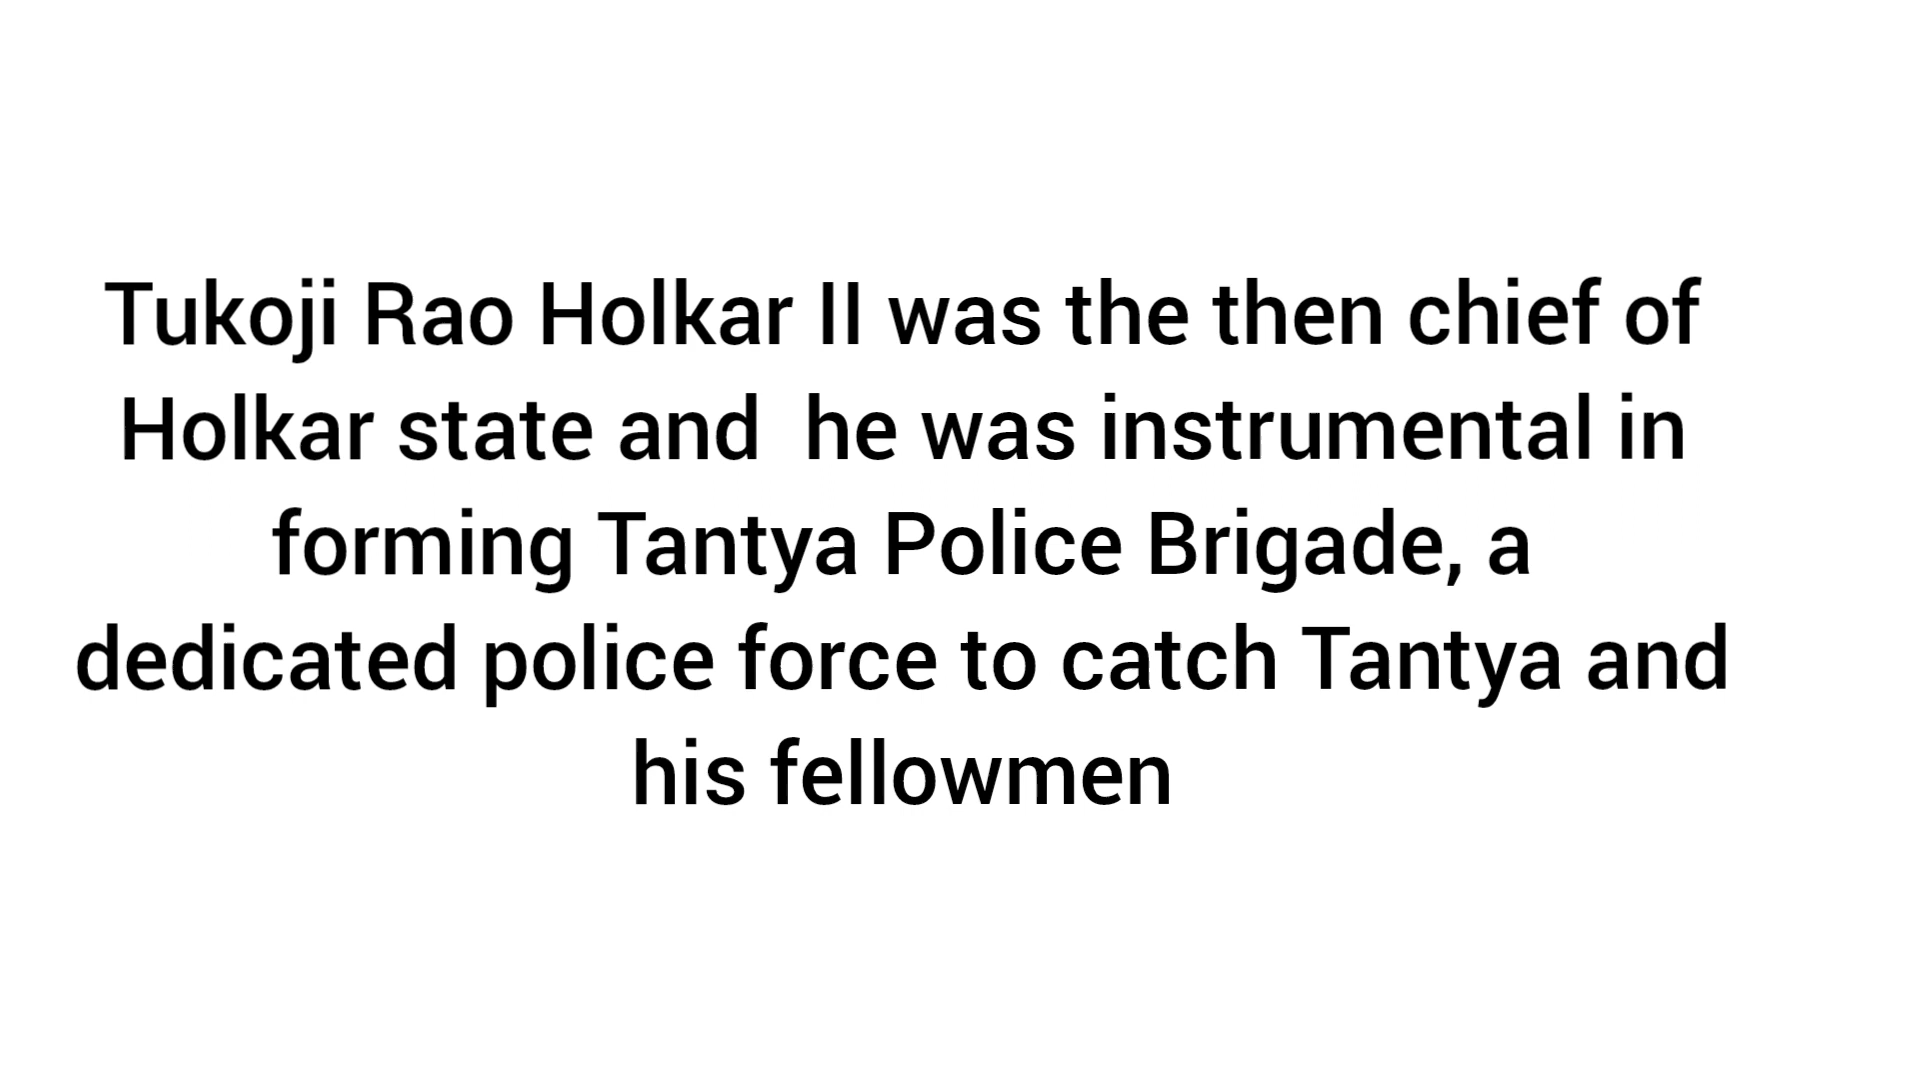 Tukoji Rao Holkar II was the then chief of
Holkar state and  he was instrumental in
forming Tantya Police Brigade, a
dedicated police force to catch Tantya and
his fellowmen